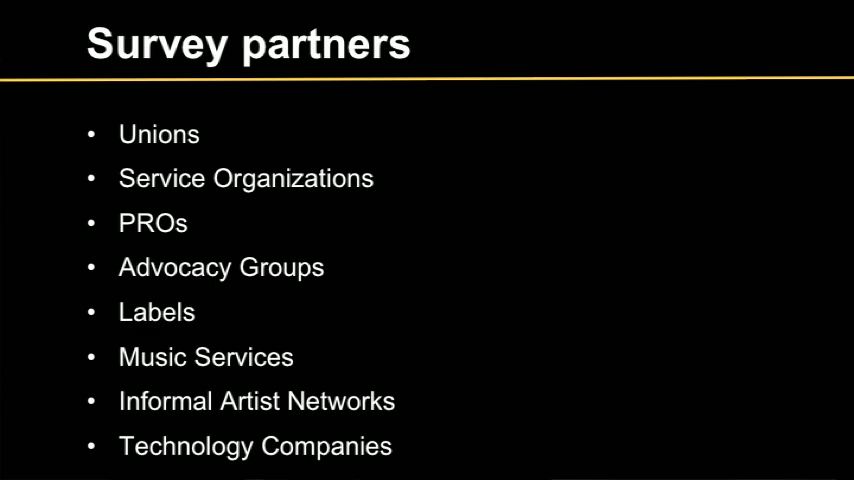 Survey partners
• Unions
• Service Organizations
• PROs
• Advocacy Groups
• Labels
• Music Services
• Informal Artist Networks
• Technology Companies